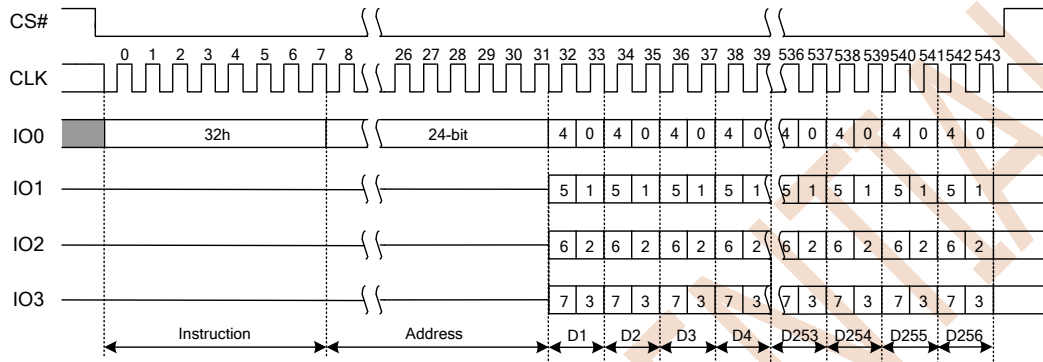 CS#
0 1 2 3 4 5 6 7 8 26 27 28 29 30 31 32 33 34 35 36 37 38 39 536 537 538 539 540 541 542 543
CLK
IO0 32h 24-bit 4 0 4 0 4 0 4 0 4 0 4 0 4 0 4 0
IO1 5 1 5 1 5 1 5 1 5 1 5 1 5 1 5 1
IO2 6 2 6 2 6 2 6 2 6 2 6 2 6 2 6 2
IO3 7 3 7 3 7 3 7 3 7 3 7 3 7 3 7 3
Instruction Address D1 D2 D3 D4 D253 D254 D255 D256